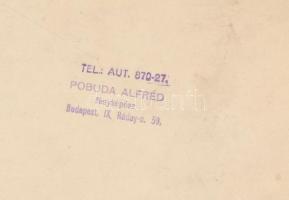 TEL.: AUT. 870-27.
POBUDA ALFRÉD
fényképész
Budapest, IX, Ráday-u. 59.